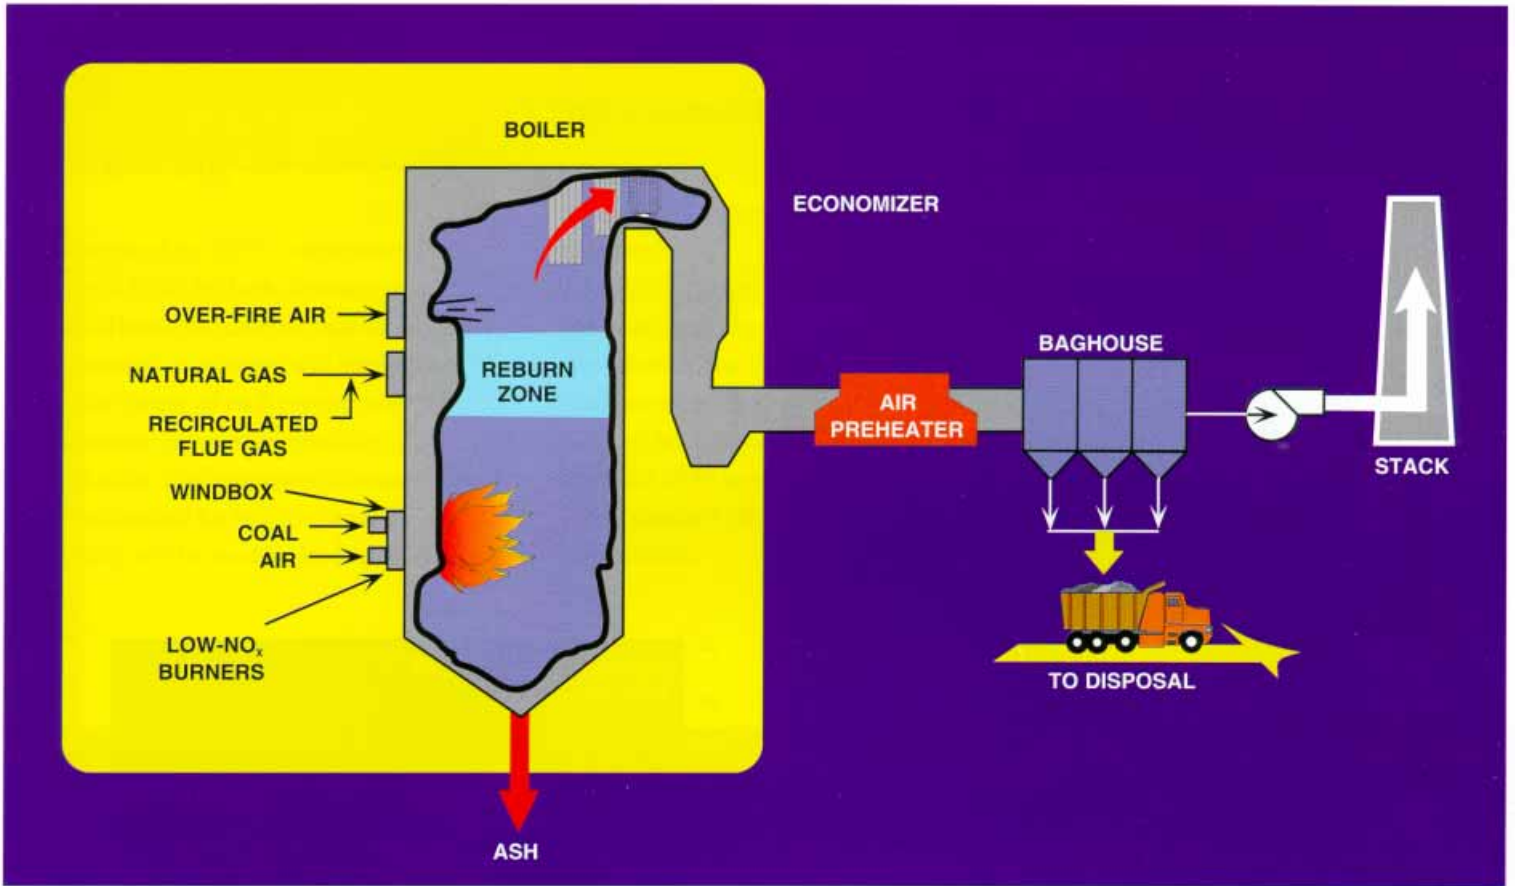 BOILER
ECONOMIZER
OVER-FIRE AIR
NATURAL GAS
RECIRCULATED
FLUE GAS
WINDBOX
COAL
AIR
LOW-NOₓ
BURNERS
REBURN
ZONE
ASH
AIR
PREHEATER
BAGHOUSE
STACK
TO DISPOSAL